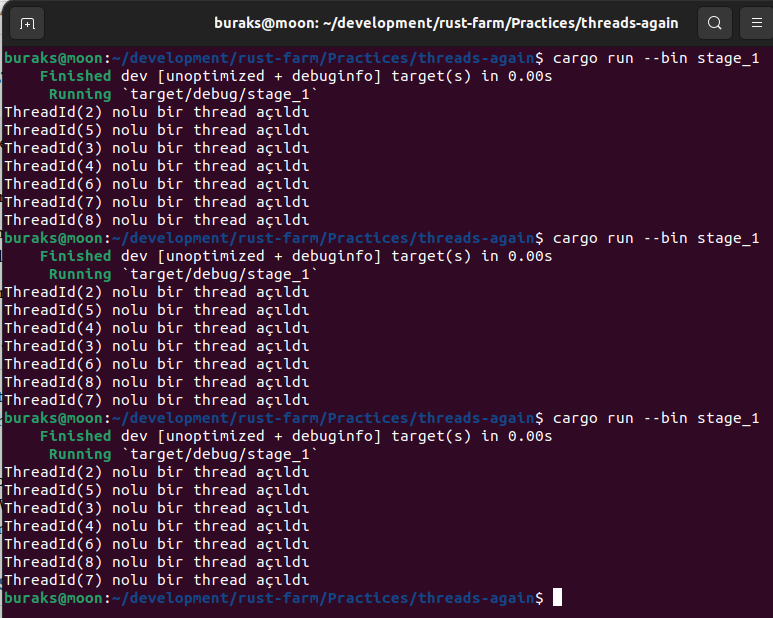 buraks@moon: ~/development/rust-farm/Practices/threads-again
buraks@moon:~/development/rust-farm/Practices/threads-again$ cargo run --bin stage_1
Finished dev [unoptimized + debuginfo] target(s) in 0.00s
Running `target/debug/stage_1`
ThreadId(2) nolu bir thread açıldı
ThreadId(5) nolu bir thread açıldı
ThreadId(3) nolu bir thread açıldı
ThreadId(4) nolu bir thread açıldı
ThreadId(6) nolu bir thread açıldı
ThreadId(7) nolu bir thread açıldı
ThreadId(8) nolu bir thread açıldı
buraks@moon:~/development/rust-farm/Practices/threads-again$ cargo run --bin stage_1
Finished dev [unoptimized + debuginfo] target(s) in 0.00s
Running `target/debug/stage_1`
ThreadId(2) nolu bir thread açıldı
ThreadId(5) nolu bir thread açıldı
ThreadId(4) nolu bir thread açıldı
ThreadId(3) nolu bir thread açıldı
ThreadId(6) nolu bir thread açıldı
ThreadId(8) nolu bir thread açıldı
ThreadId(7) nolu bir thread açıldı
buraks@moon:~/development/rust-farm/Practices/threads-again$ cargo run --bin stage_1
Finished dev [unoptimized + debuginfo] target(s) in 0.00s
Running `target/debug/stage_1`
ThreadId(2) nolu bir thread açıldı
ThreadId(5) nolu bir thread açıldı
ThreadId(3) nolu bir thread açıldı
ThreadId(4) nolu bir thread açıldı
ThreadId(6) nolu bir thread açıldı
ThreadId(8) nolu bir thread açıldı
ThreadId(7) nolu bir thread açıldı
buraks@moon:~/development/rust-farm/Practices/threads-again$